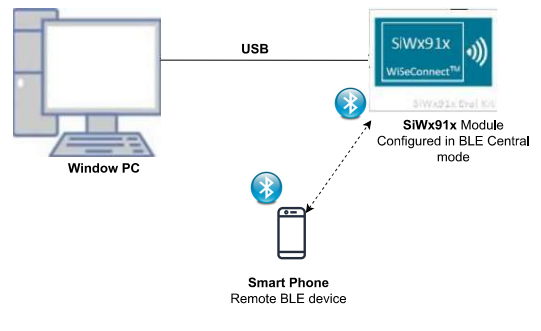 USB
SiWx91x
WiSeConnect™
SiWx91x Eval Kit
SiWx91x Module
Configured in BLE Central
mode
Window PC
Smart Phone
Remote BLE device